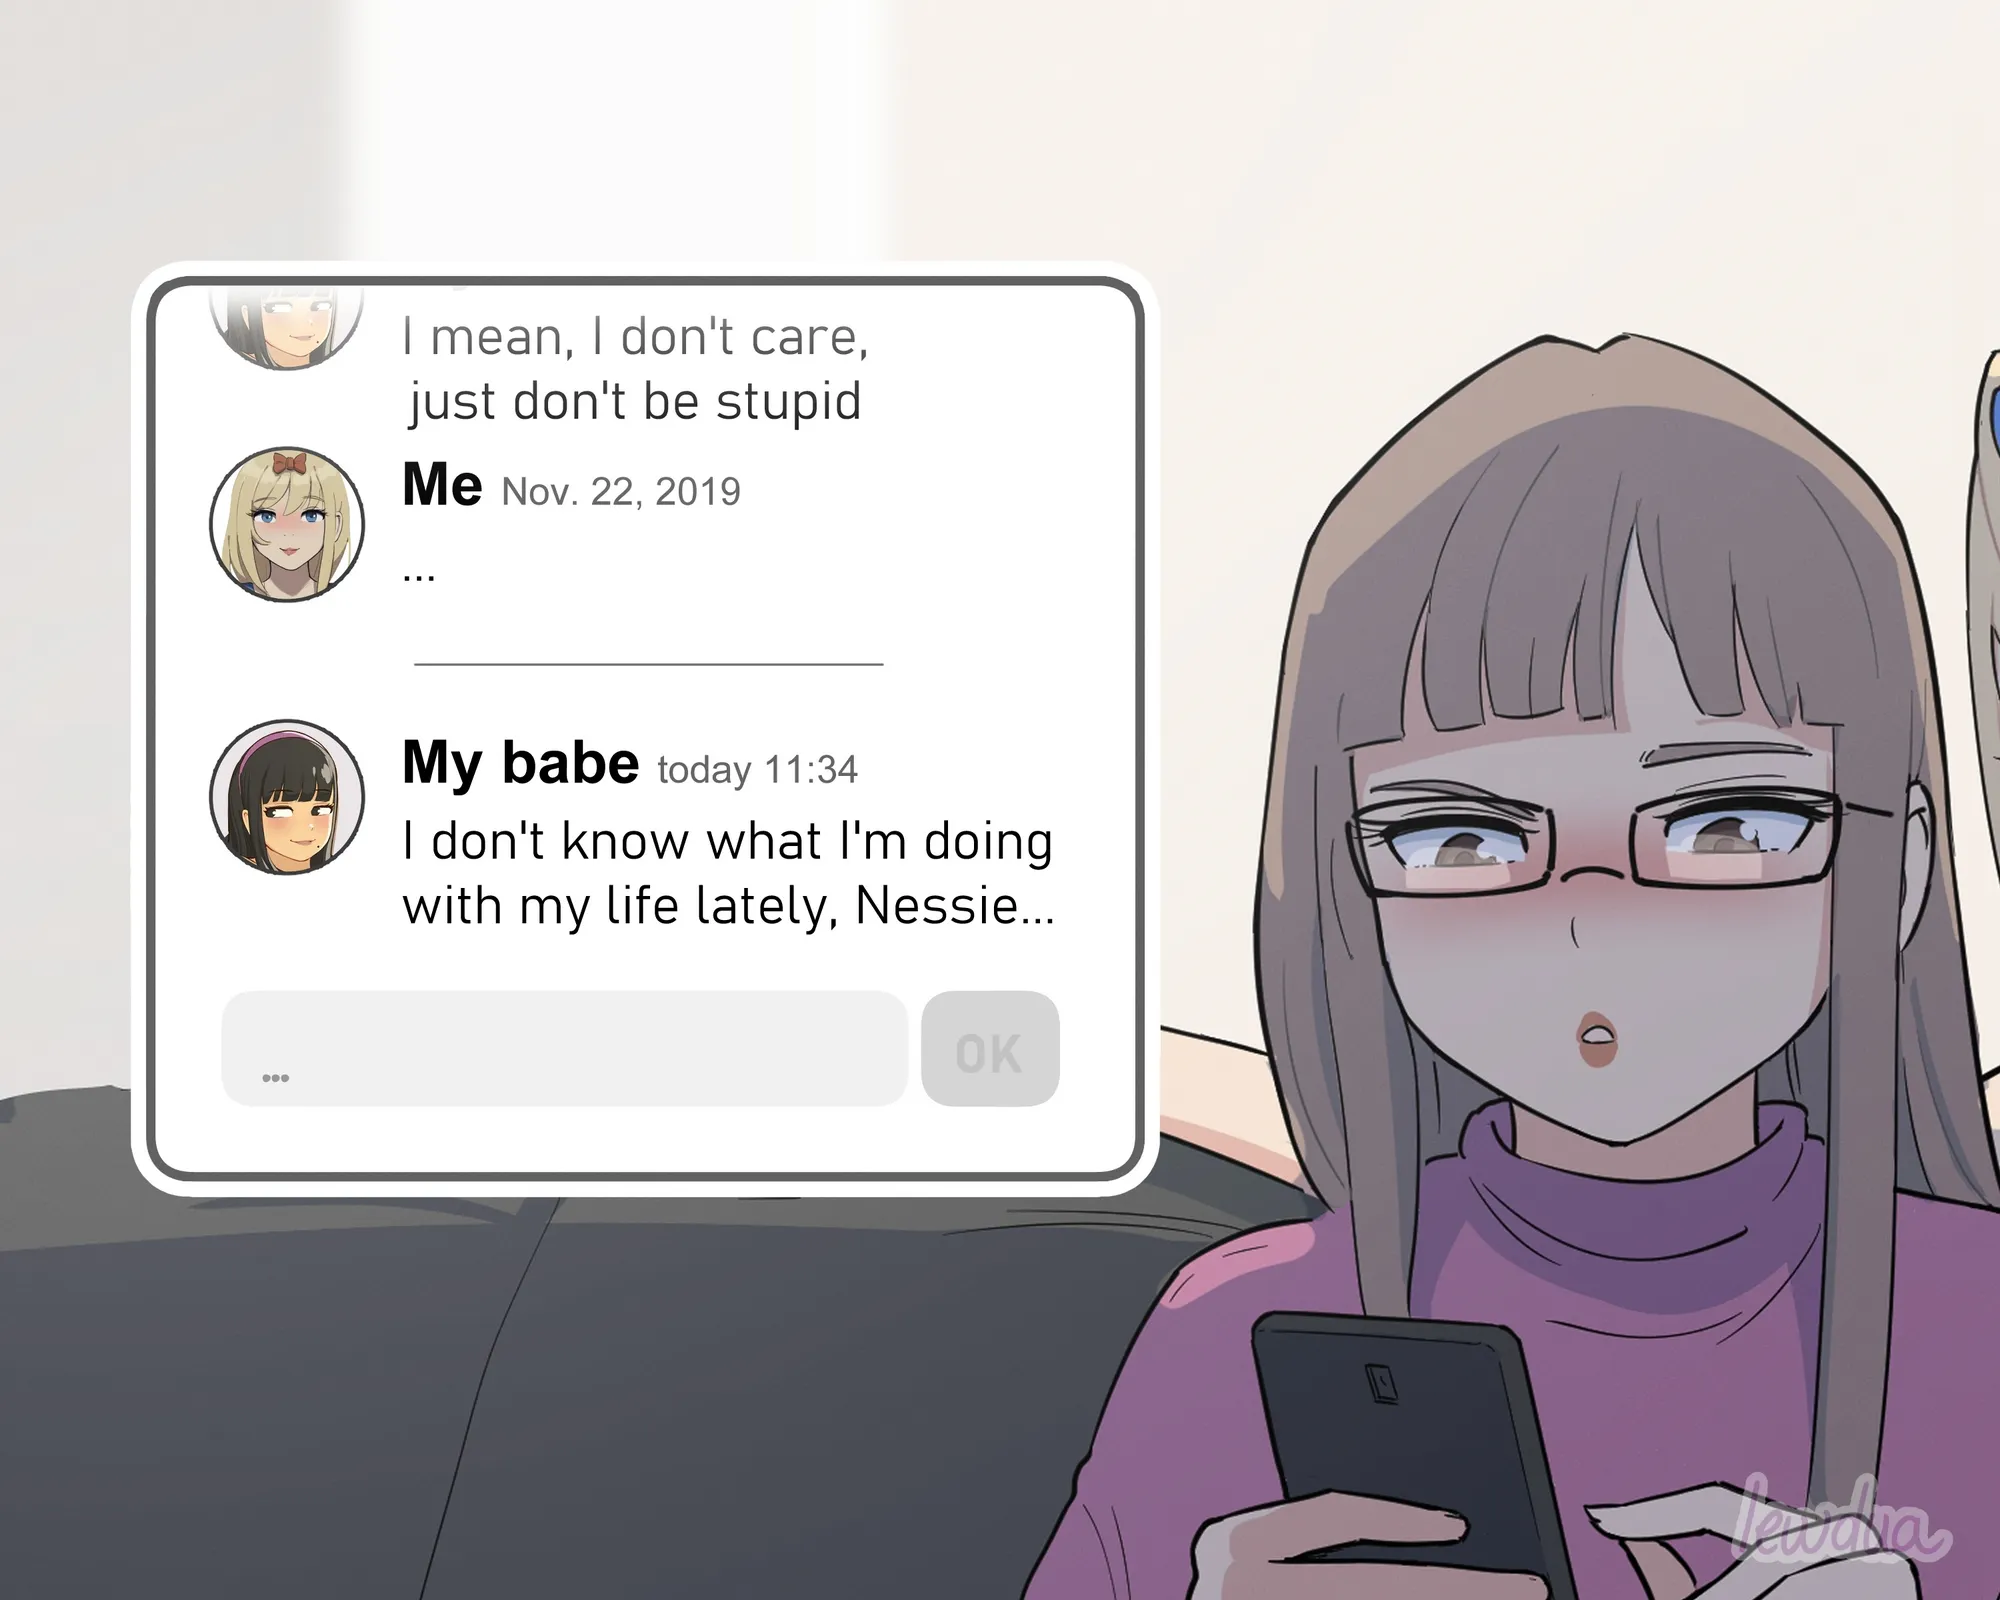 I mean, I don't care,
just don't be stupid
Me Nov. 22, 2019
...
My babe today 11:34
I don't know what I'm doing
with my life lately, Nessie...
...
OK
lewdua